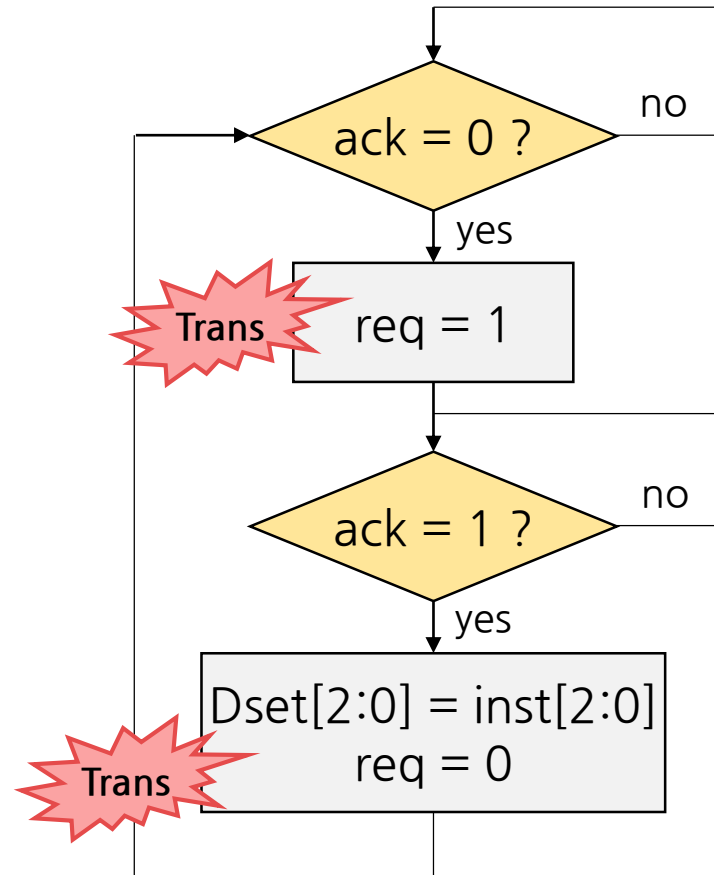 ack = 0 ?
no
yes
Trans
req = 1
ack = 1 ?
no
yes
Dset[2:0] = inst[2:0]
req = 0
Trans